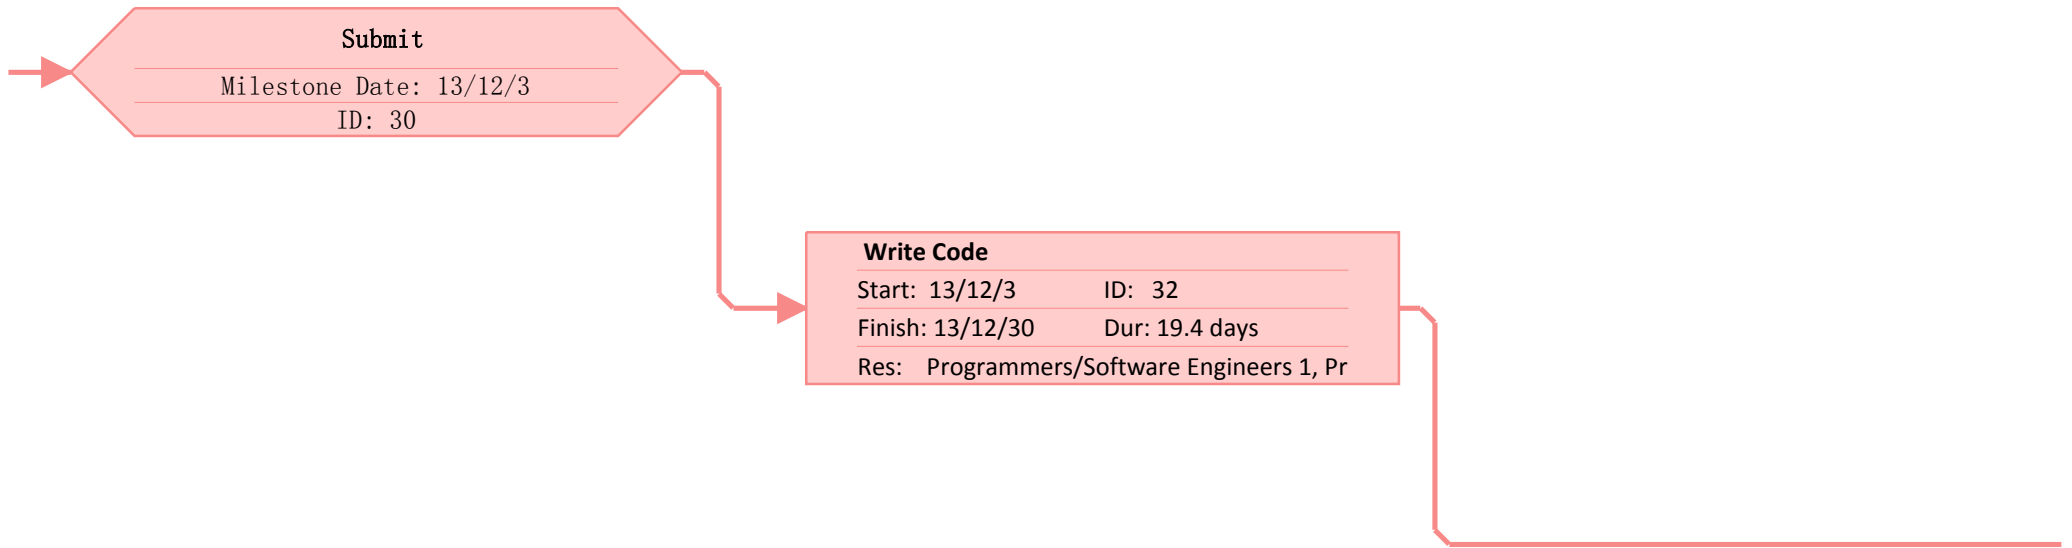 Submit
Milestone Date: 13/12/3
ID: 30
Write Code
Start: 13/12/3 ID: 32
Finish: 13/12/30 Dur: 19.4 days
Res: Programmers/Software Engineers 1, Pr